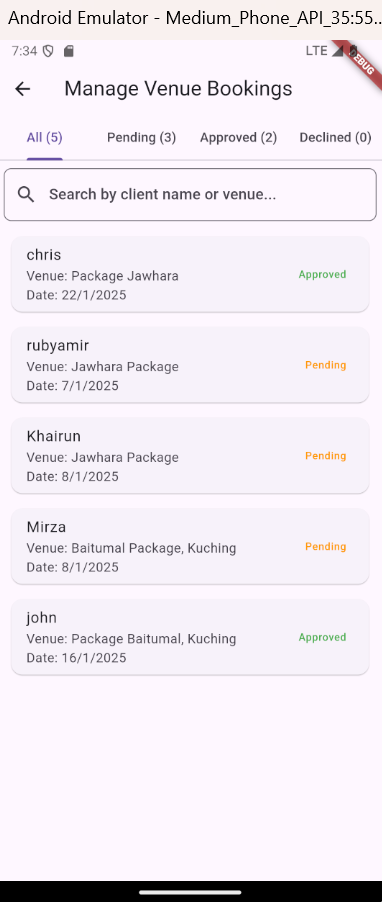 Android Emulator - Medium_Phone_API_35:55..
7:34
LTE
DEBUG
Manage Venue Bookings
All (5)
Pending (3)
Approved (2)
Declined (0)
Search by client name or venue...
chris
Venue: Package Jawhara
Date: 22/1/2025
Approved
rubyamir
Venue: Jawhara Package
Date: 7/1/2025
Pending
Khairun
Venue: Jawhara Package
Date: 8/1/2025
Pending
Mirza
Venue: Baitumal Package, Kuching
Date: 8/1/2025
Pending
john
Venue: Package Baitumal, Kuching
Date: 16/1/2025
Approved